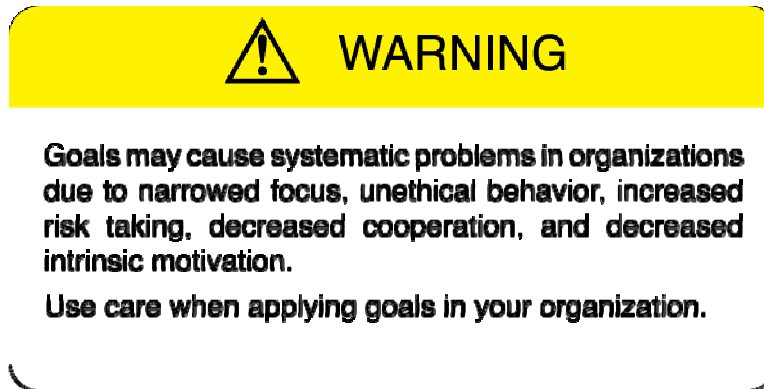 WARNING
Goals may cause systematic problems in organizations
due to narrowed focus, unethical behavior, increased
risk taking, decreased cooperation, and decreased
intrinsic motivation.
Use care when applying goals in your organization.